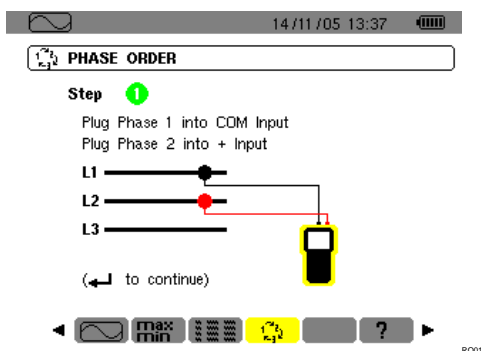 14/11/05 13:37
PHASE ORDER
Step 1
Plug Phase 1 into COM Input
Plug Phase 2 into + Input
L1
L2
L3
(↵ to continue)
max
min
?